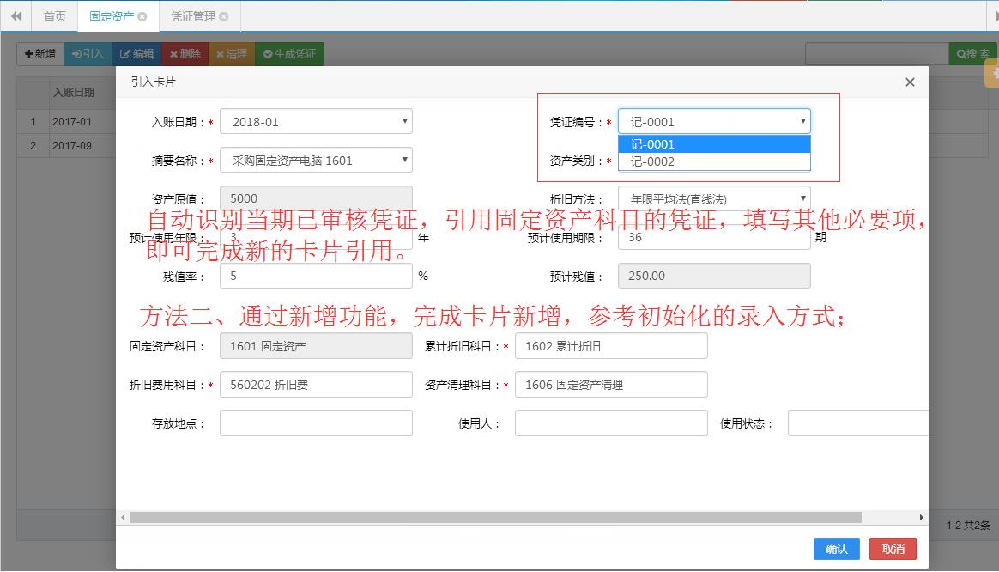 首页 固定资产 凭证管理
新增 引入 编辑 删除 清理 生成凭证 搜 索
引入卡片
入账日期
1 2017-01
2 2017-09
入账日期：* 2018-01 凭证编号：* 记-0001
记-0001
摘要名称：* 采购固定资产电脑 1601 资产类别：* 记-0002
资产原值： 5000 折旧方法： 年限平均法(直线法)
自动识别当期已审核凭证，引用固定资产科目的凭证，填写其他必要项，
预计使用年限： 3 年 预计使用期限： 36 期
即可完成新的卡片引用。
残值率： 5 % 预计残值： 250.00
方法二、通过新增功能，完成卡片新增，参考初始化的录入方式；
固定资产科目： 1601 固定资产 累计折旧科目：* 1602 累计折旧
折旧费用科目：* 560202 折旧费 资产清理科目：* 1606 固定资产清理
存放地点： 使用人： 使用状态：
1-2 共2条
确认 取消